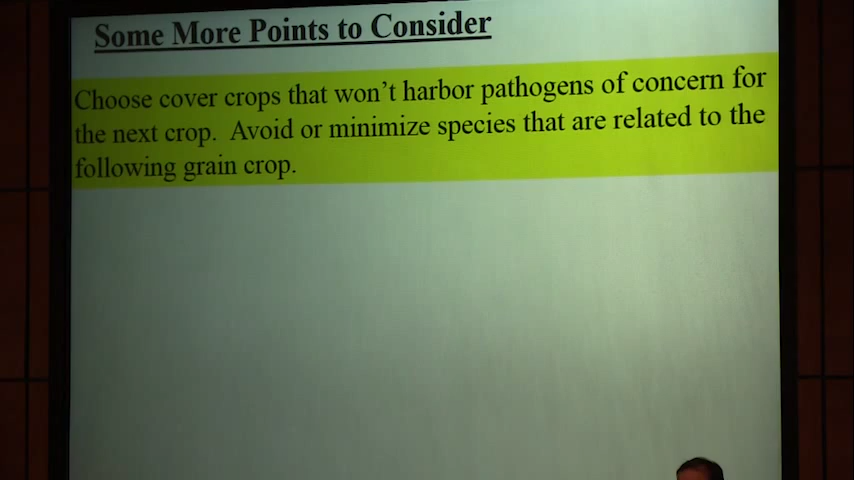 Some More Points to Consider
Choose cover crops that won't harbor pathogens of concern for
the next crop.  Avoid or minimize species that are related to the
following grain crop.